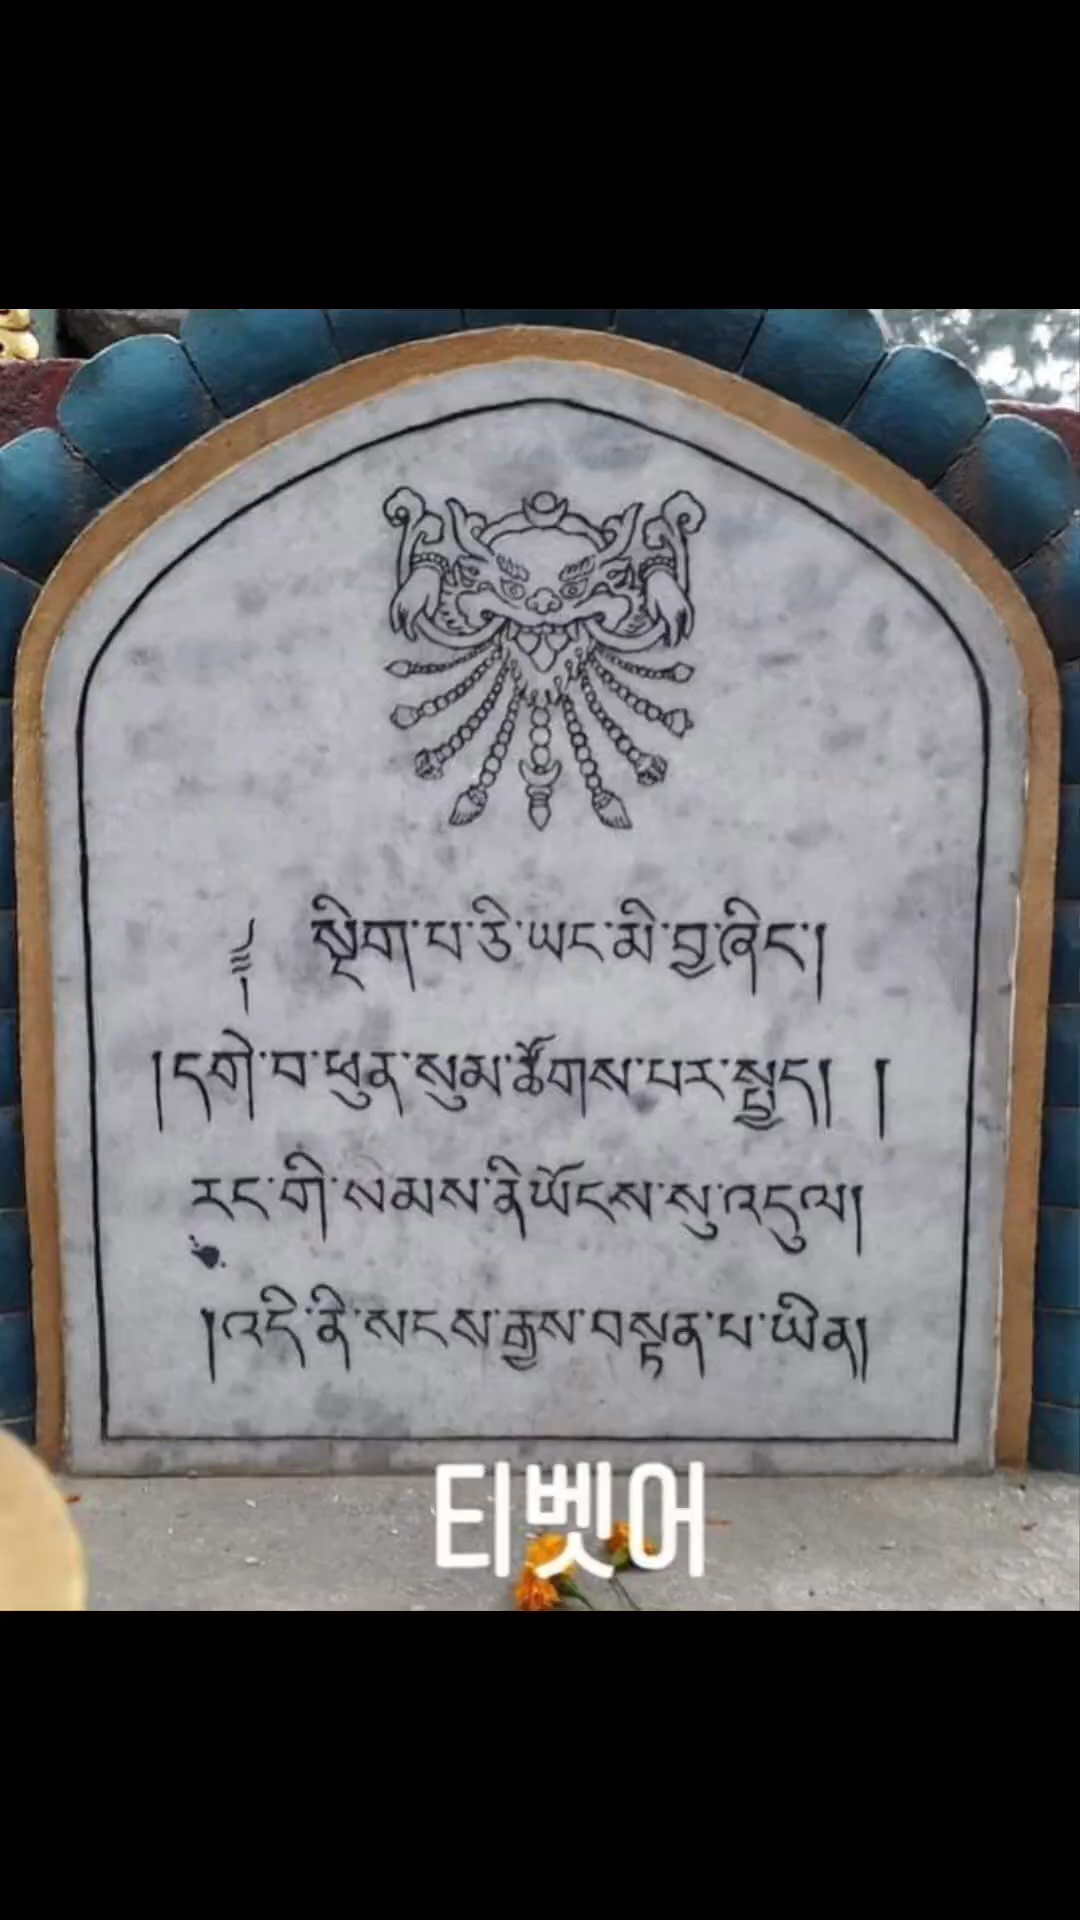 ༄། སྡིག་པ་ཅི་ཡང་མི་བྱ་ཞིང་།
།དགེ་བ་ཕུན་སུམ་ཚོགས་པར་སྤྱད། །
རང་གི་སེམས་ནི་ཡོངས་སུ་འདུལ།
།འདི་ནི་སངས་རྒྱས་བསྟན་པ་ཡིན།
티벳어